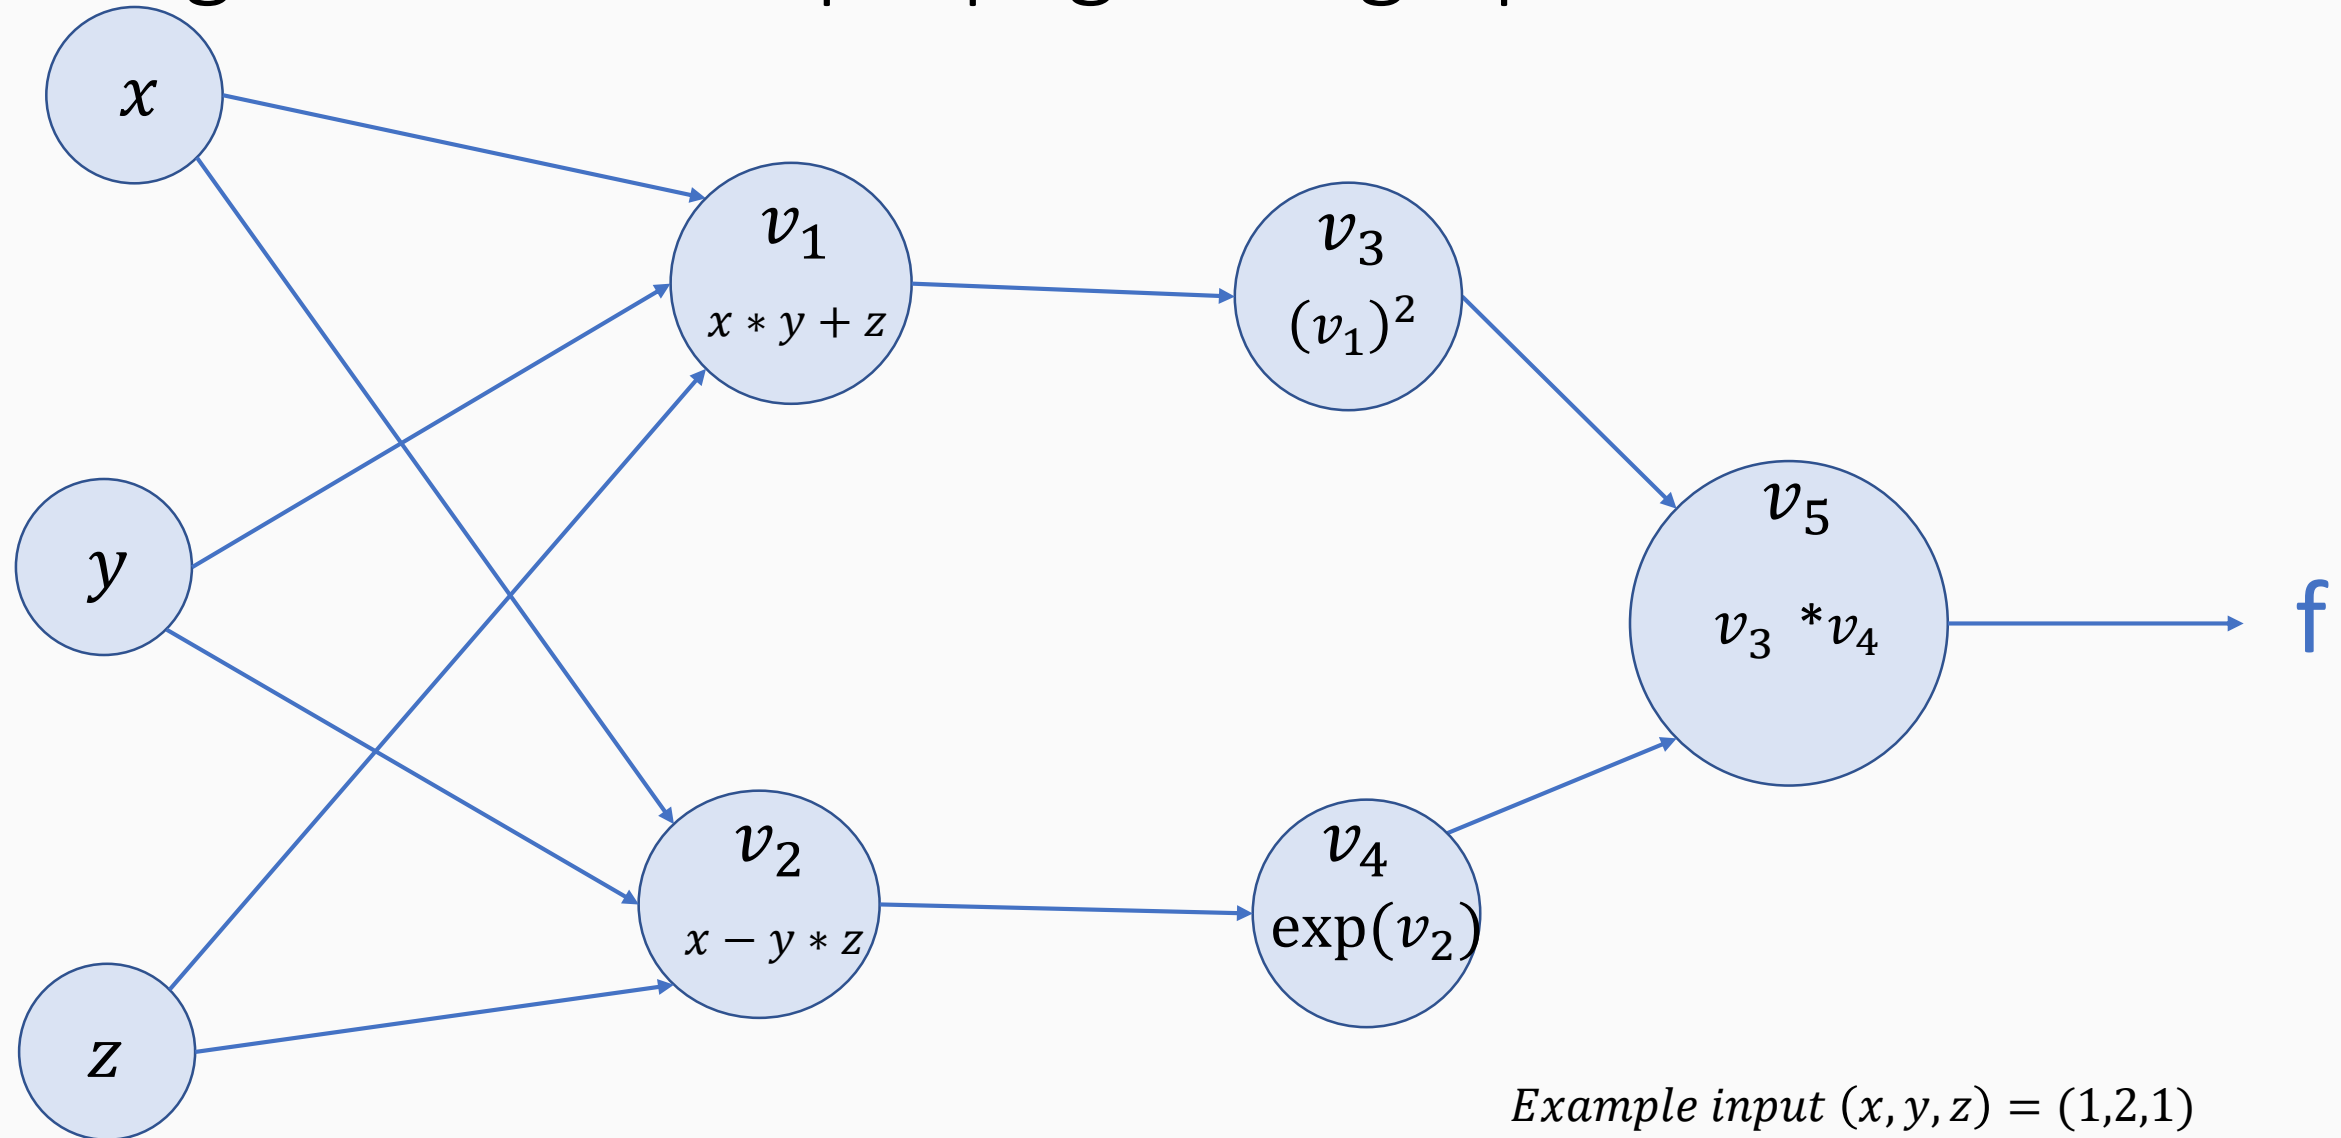 x
v₁
x * y + z
v₃
(v₁)²
y
v₅
v₃ *v₄
f
v₂
x − y * z
v₄
exp(v₂)
z
Example input (x, y, z) = (1,2,1)